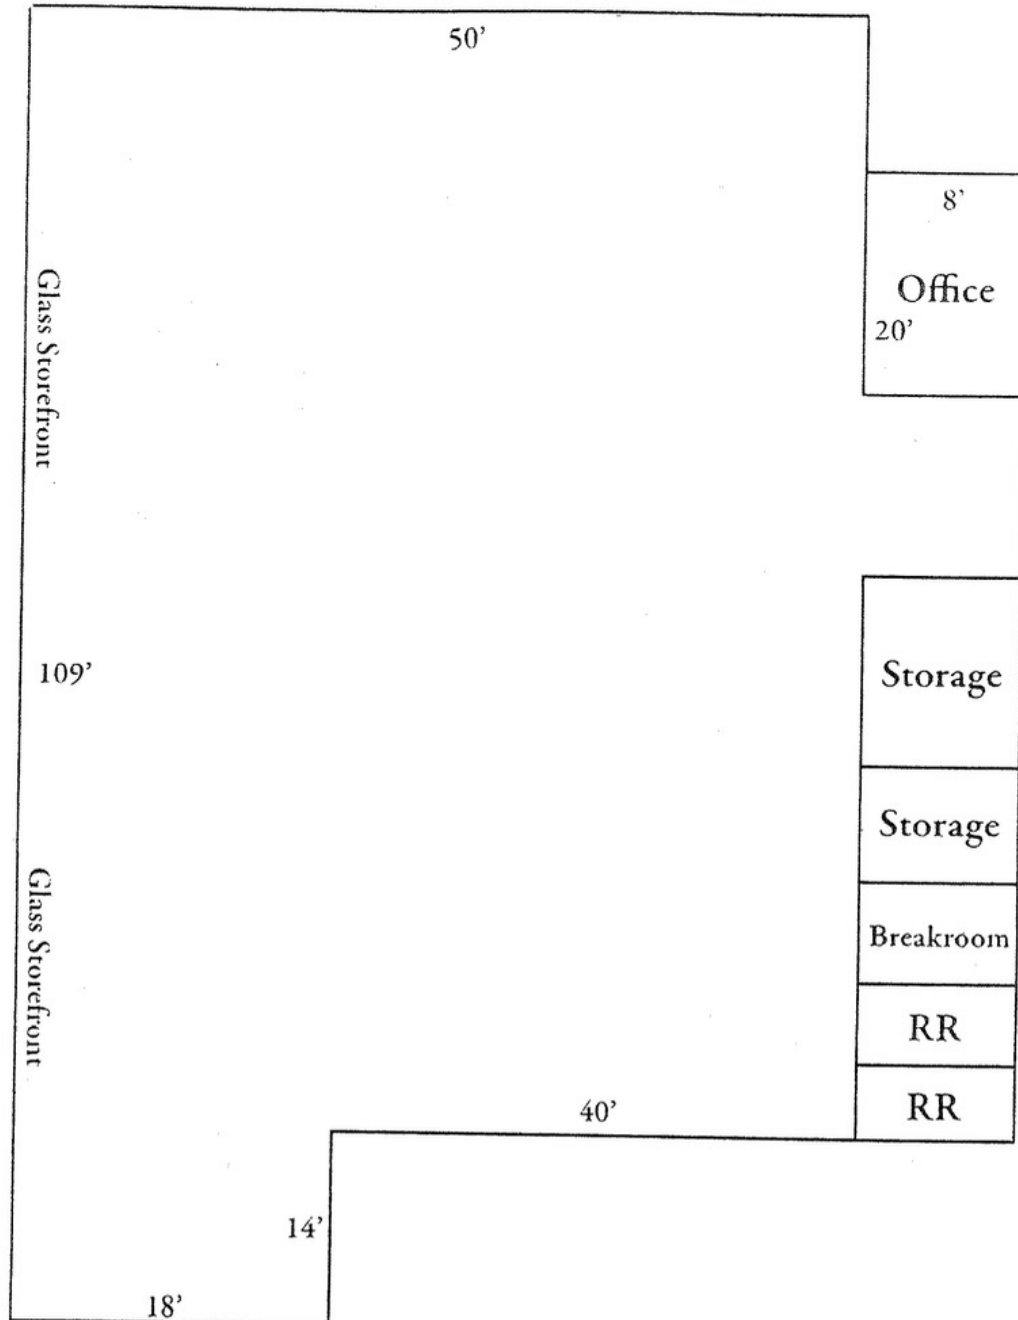 50'
8'
Office
20'
Glass Storefront
109'
Storage
Storage
Glass Storefront
Breakroom
RR
RR
40'
14'
18'